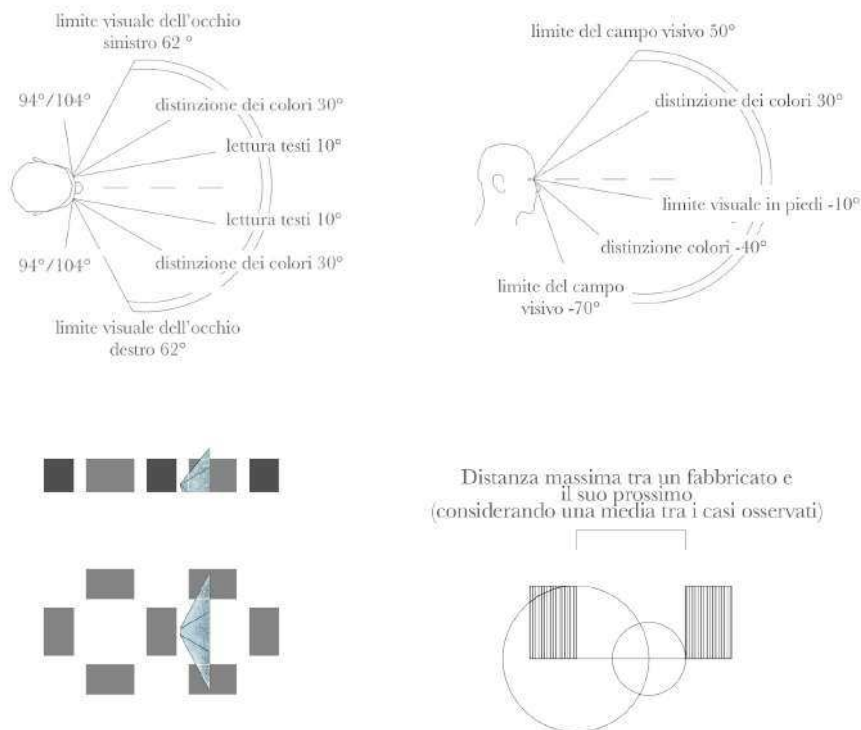 limite visuale dell'occhio
sinistro 62 °
94°/104°
distinzione dei colori 30°
lettura testi 10°
lettura testi 10°
distinzione dei colori 30°
94°/104°
limite visuale dell'occhio
destro 62°
limite del campo visivo 50°
distinzione dei colori 30°
limite visuale in piedi -10°
distinzione colori -40°
limite del campo
visivo -70°
Distanza massima tra un fabbricato e
il suo prossimo
(considerando una media tra i casi osservati)